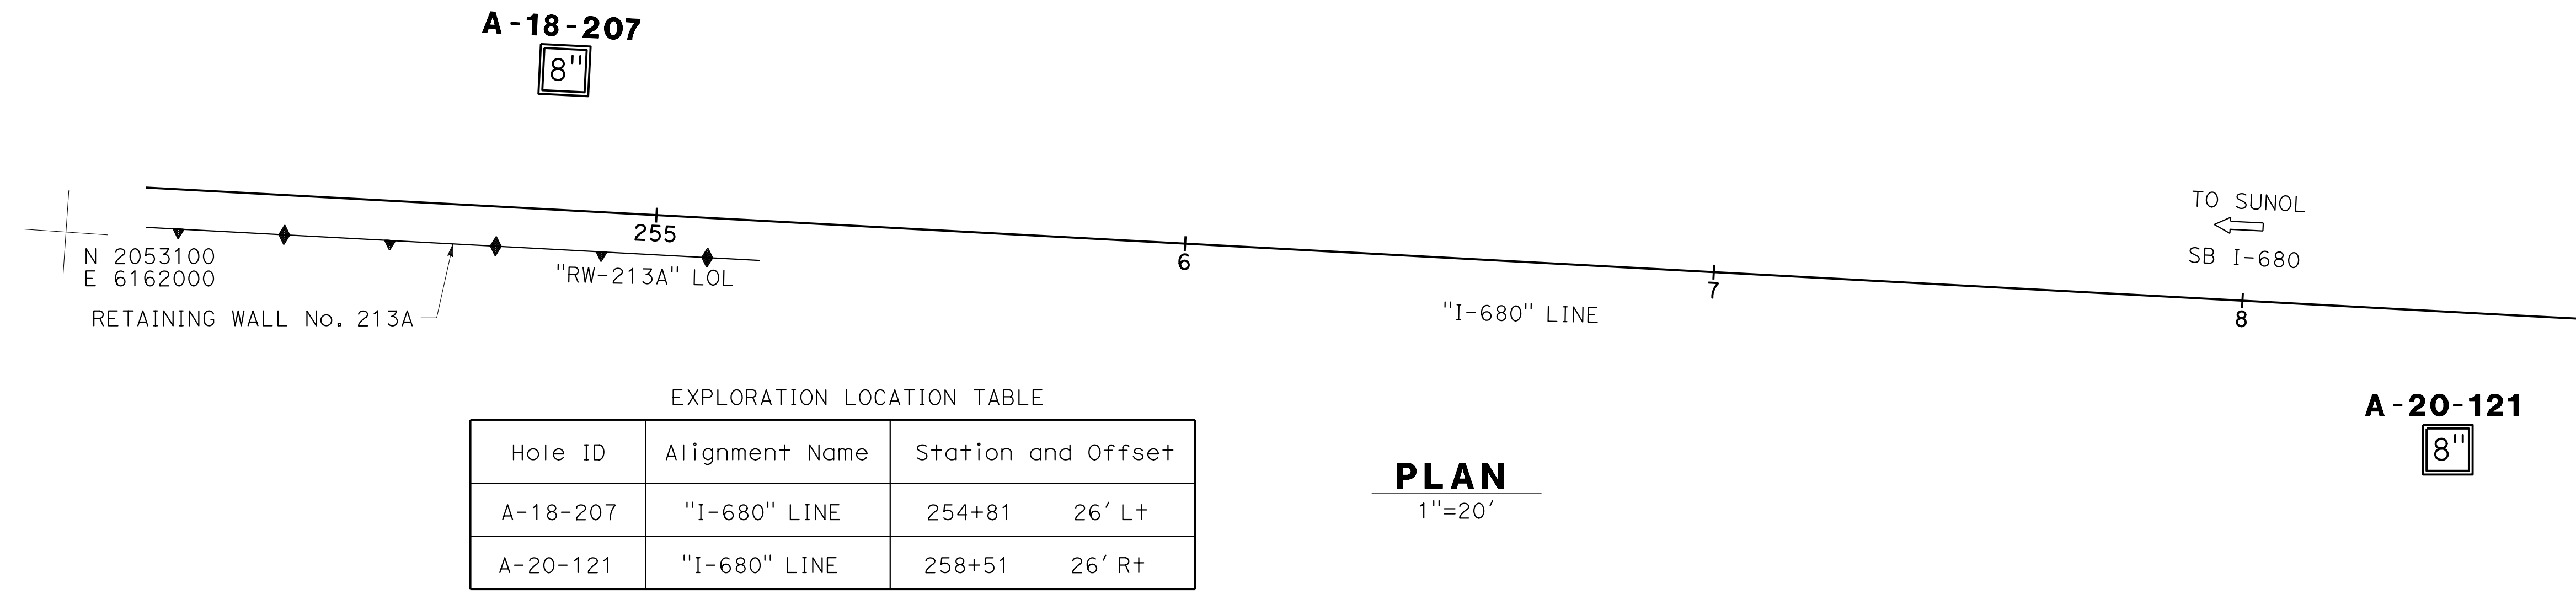 A-18-207
8"
TO SUNOL
SB I-680
255
6
7
8
N 2053100
E 6162000
"RW-213A" LOL
RETAINING WALL No. 213A
"I-680" LINE
A-20-121
8"
EXPLORATION LOCATION TABLE
Hole ID Alignment Name Station and Offset
A-18-207 "I-680" LINE 254+81 26' Lt
A-20-121 "I-680" LINE 258+51 26' Rt
PLAN
1"=20'